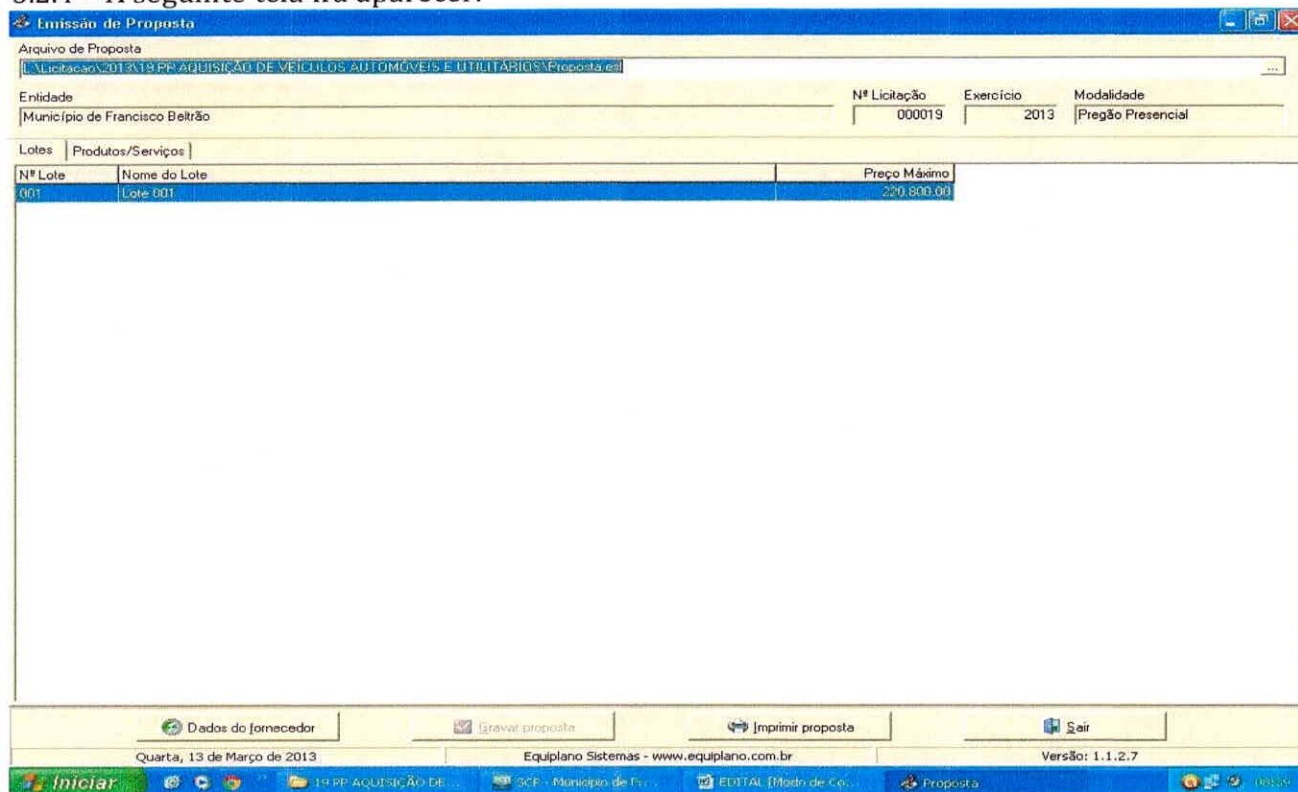 A seguinte tela irá aparecer:
Emissão de Proposta
Arquivo de Proposta
\Licitacao\2013\19 PP AQUISIÇÃO DE VEÍCULOS AUTOMÓVEIS E UTILITÁRIOS\Proposta.esl
...
Entidade Nº Licitação Exercício Modalidade
Município de Francisco Beltrão 000019 2013 Pregão Presencial
Lotes Produtos/Serviços
Nº Lote Nome do Lote Preço Máximo
001 Lote 001 220.800,00
Dados do fornecedor Gravar proposta Imprimir proposta Sair
Quarta, 13 de Março de 2013 Equiplano Sistemas - www.equiplano.com.br Versão: 1.1.2.7
Iniciar 19 PP AQUISIÇÃO DE ... SCP - Município de Fr... EDITAL [Modo de Co... Proposta